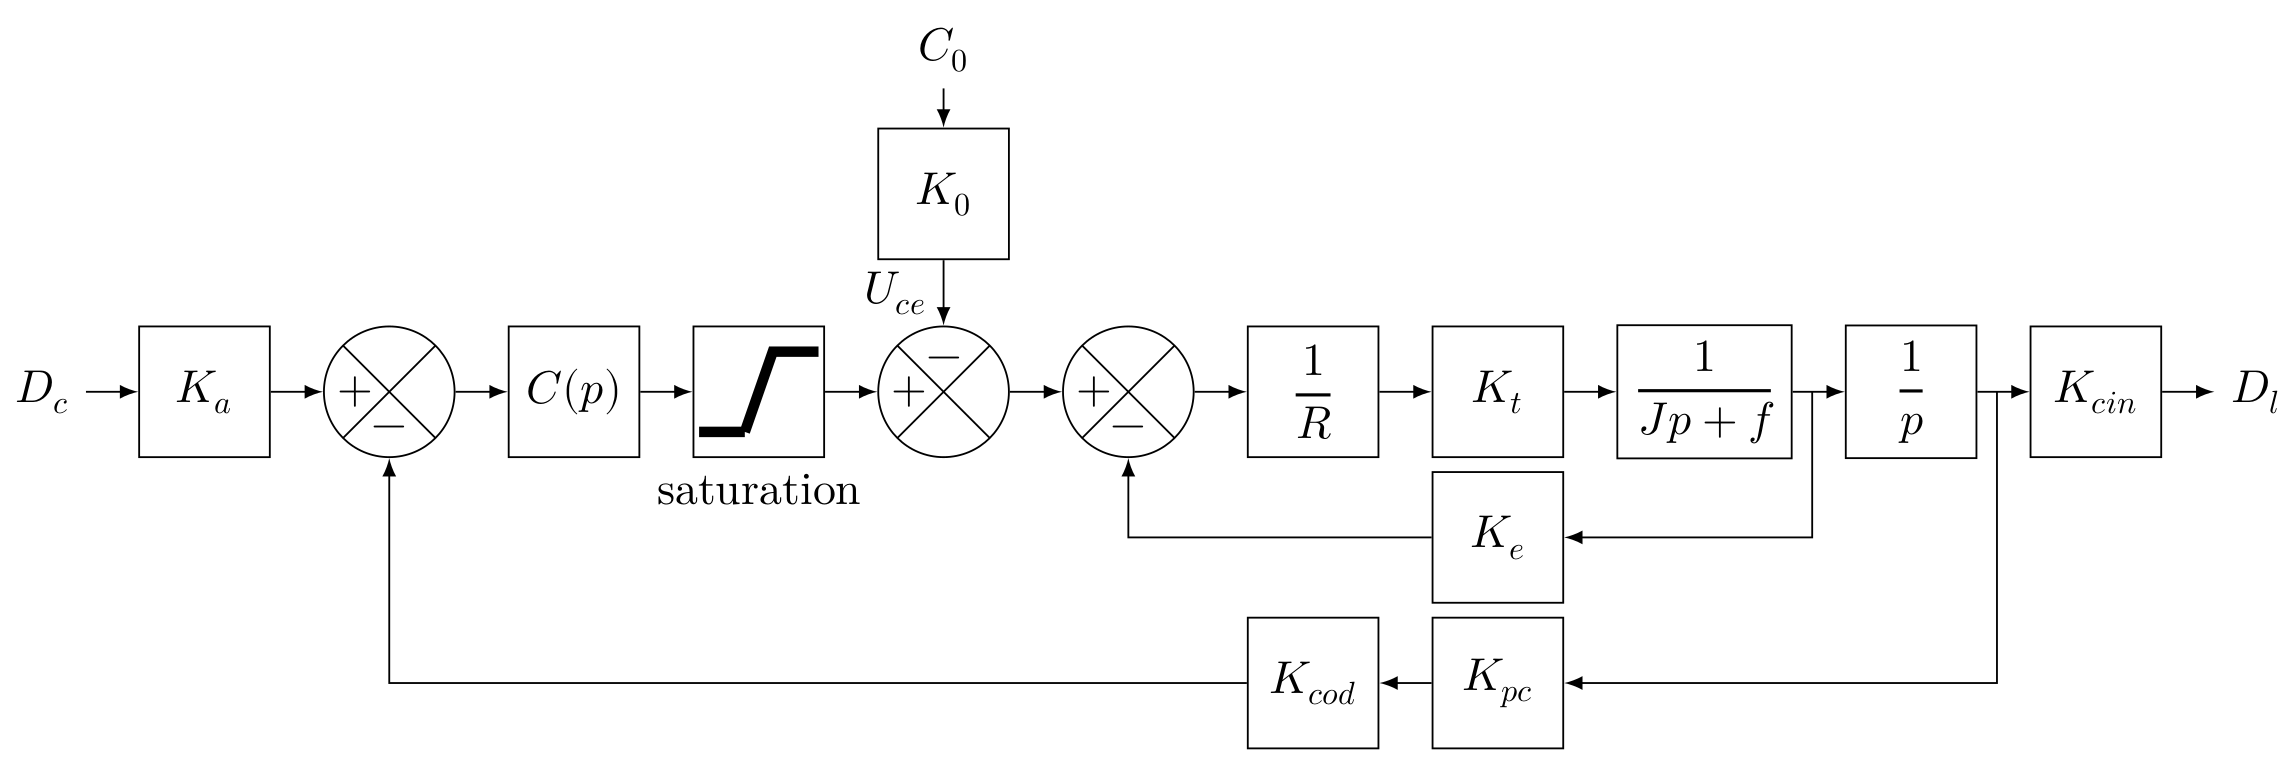 C_0
K_0
U_{ce}
D_c K_a + − C(p) + − + − \frac{1}{R} K_t \frac{1}{Jp + f} \frac{1}{p} K_{cin} D_l
saturation
K_e
K_{cod} K_{pc}